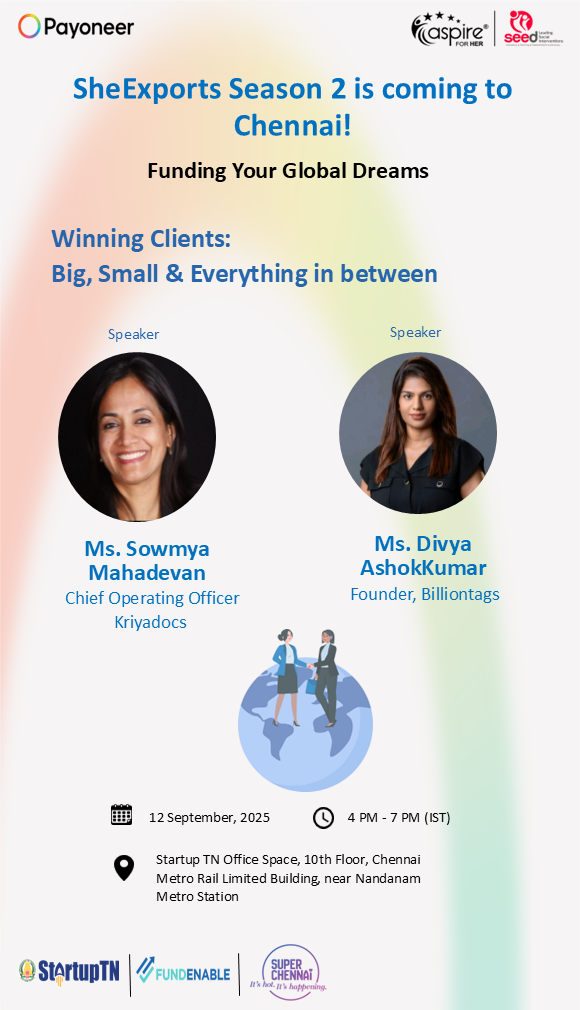 Payoneer
aspire
FOR HER
seed
Leading
Social
Interventions
SheExports Season 2 is coming to
Chennai!
Funding Your Global Dreams
Winning Clients:
Big, Small & Everything in between
Speaker
Speaker
Ms. Sowmya
Mahadevan
Chief Operating Officer
Kriyadocs
Ms. Divya
AshokKumar
Founder, Billiontags
12 September, 2025
4 PM - 7 PM (IST)
Startup TN Office Space, 10th Floor, Chennai
Metro Rail Limited Building, near Nandanam
Metro Station
StartupTN
FUNDENABLE
SUPER
CHENNAI
It's hot. It's happening.